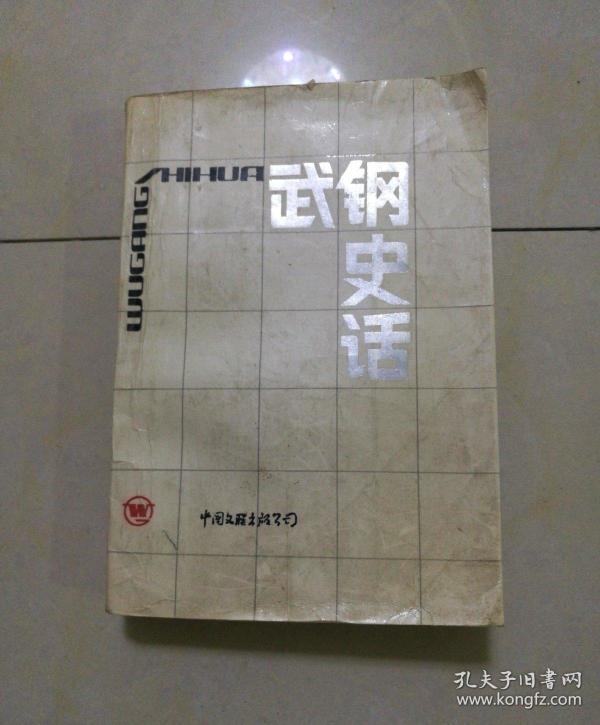 WUGANG SHIHUA
武钢
史
话
W
中国文联出版公司
孔夫子旧书网
www.kongfz.com